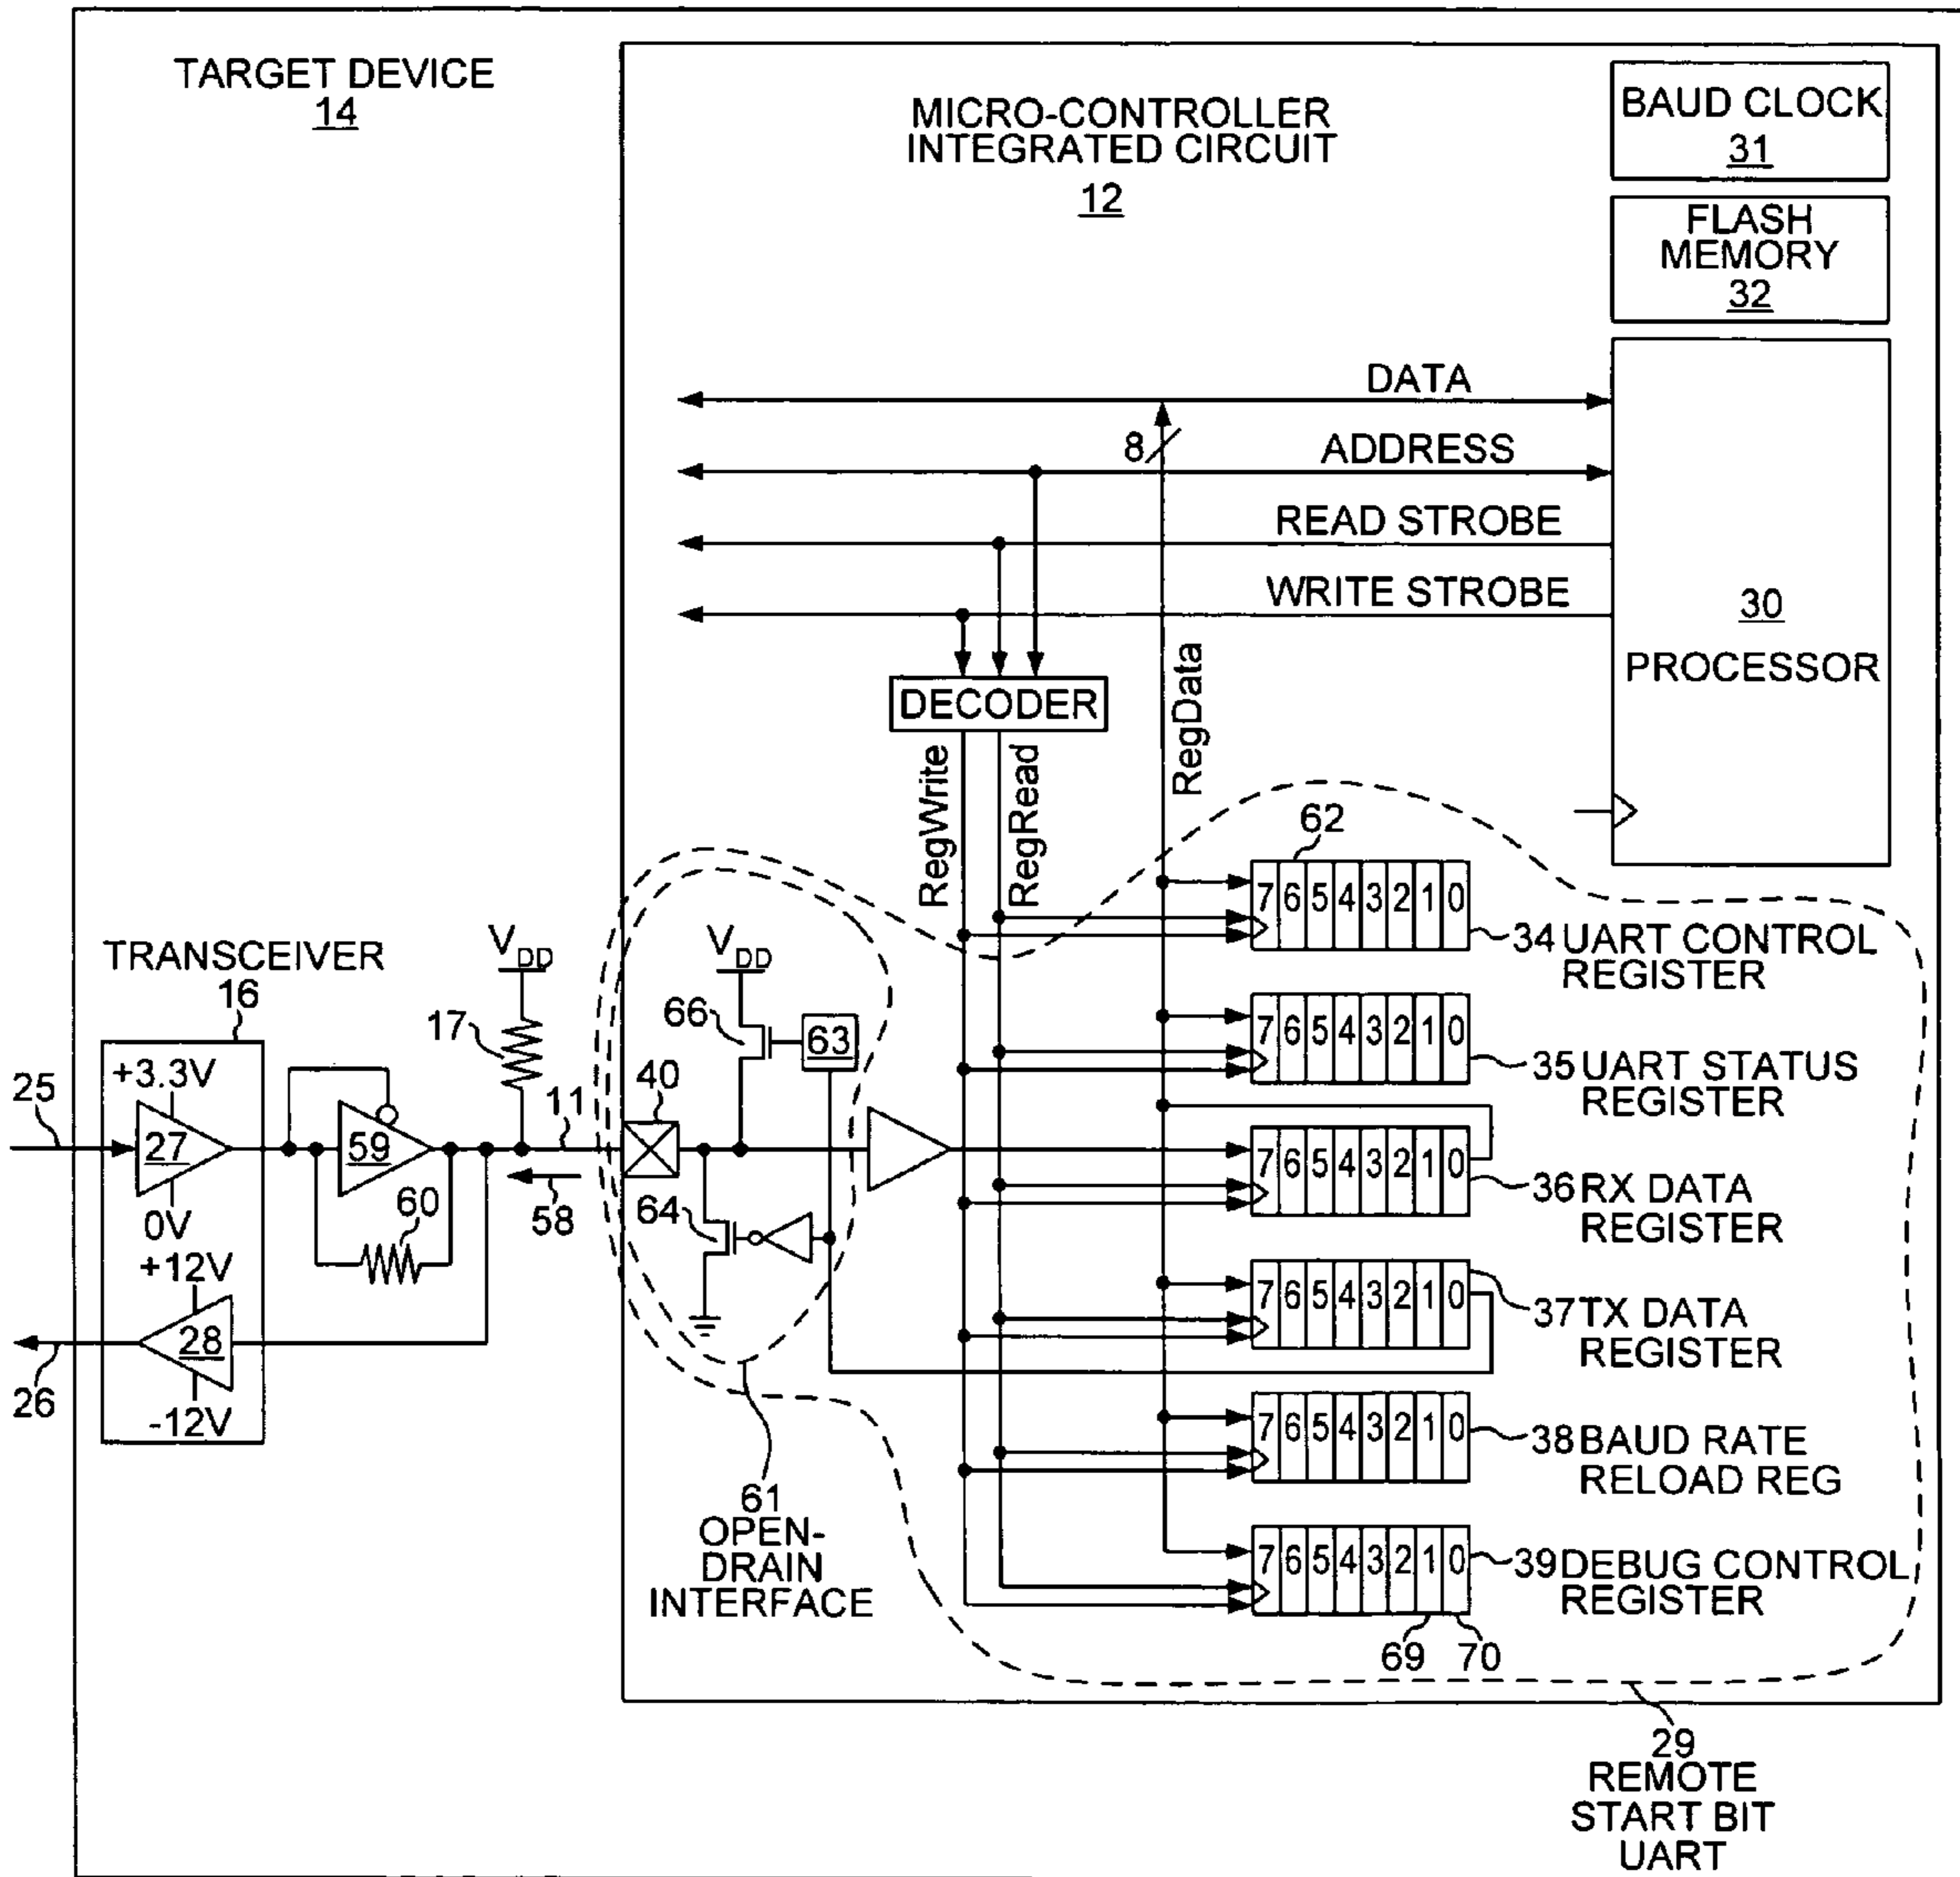 TARGET DEVICE
14
MICRO-CONTROLLER
INTEGRATED CIRCUIT
12
BAUD CLOCK
31
FLASH
MEMORY
32
DATA
8
ADDRESS
READ STROBE
WRITE STROBE
30
PROCESSOR
DECODER
RegWrite
RegRead
RegData
62
7 6 5 4 3 2 1 0
34 UART CONTROL
REGISTER
7 6 5 4 3 2 1 0
35 UART STATUS
REGISTER
7 6 5 4 3 2 1 0
36 RX DATA
REGISTER
7 6 5 4 3 2 1 0
37 TX DATA
REGISTER
7 6 5 4 3 2 1 0
38 BAUD RATE
RELOAD REG
7 6 5 4 3 2 1 0
39 DEBUG CONTROL
REGISTER
69
70
TRANSCEIVER
16
+3.3V
25
27
0V
+12V
28
26
-12V
59
60
VDD
17
11
58
40
VDD
66
63
64
61
OPEN-
DRAIN
INTERFACE
29
REMOTE
START BIT
UART